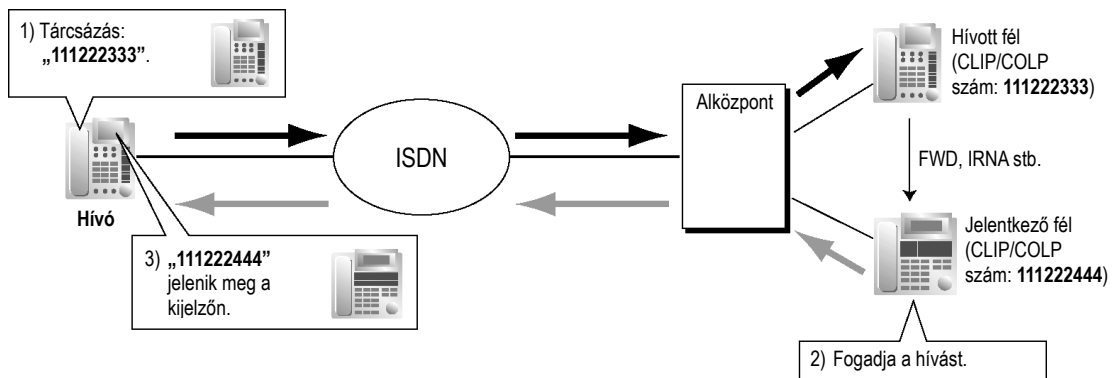 1) Tárcsázás:
„111222333”.
Hívó
3) „111222444”
jelenik meg a
kijelzőn.
ISDN
Alközpont
Hívott fél
(CLIP/COLP
szám: 111222333)
FWD, IRNA stb.
Jelentkező fél
(CLIP/COLP
szám: 111222444)
2) Fogadja a hívást.